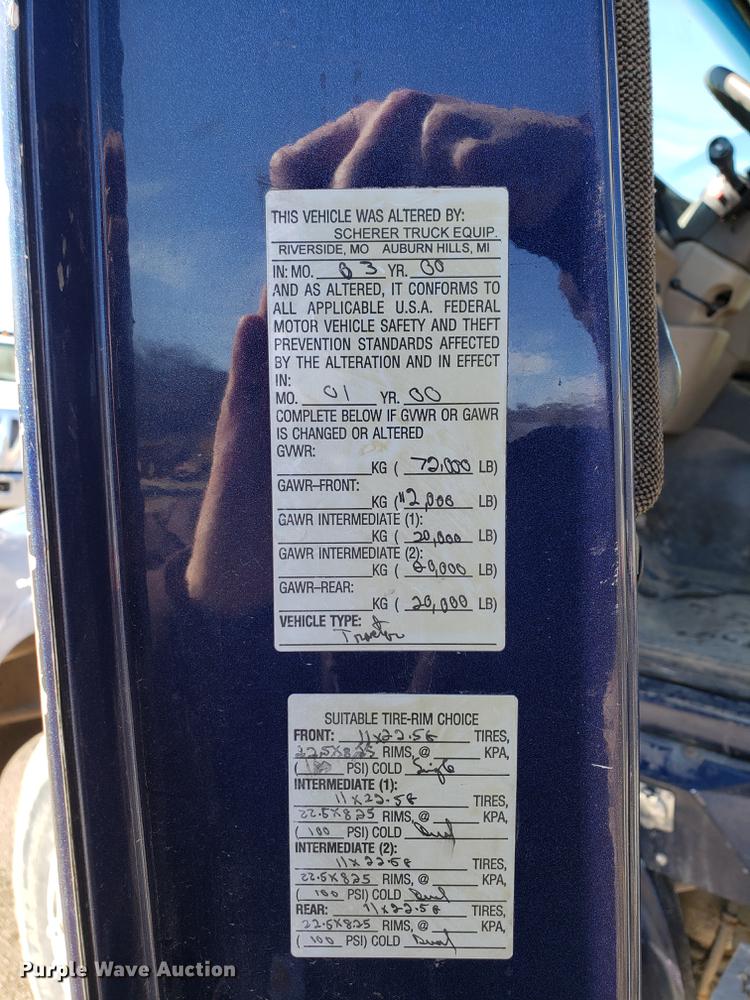 THIS VEHICLE WAS ALTERED BY:
SCHERER TRUCK EQUIP.
RIVERSIDE, MO AUBURN HILLS, MI
IN: MO. 03 YR. 00
AND AS ALTERED, IT CONFORMS TO
ALL APPLICABLE U.S.A. FEDERAL
MOTOR VEHICLE SAFETY AND THEFT
PREVENTION STANDARDS AFFECTED
BY THE ALTERATION AND IN EFFECT
IN:
MO. 01 YR. 00
COMPLETE BELOW IF GVWR OR GAWR
IS CHANGED OR ALTERED
GVWR:
KG ( 72,000 LB)
GAWR–FRONT:
KG ( 12,000 LB)
GAWR INTERMEDIATE (1):
KG ( 20,000 LB)
GAWR INTERMEDIATE (2):
KG ( 20,000 LB)
GAWR–REAR:
KG ( 20,000 LB)
VEHICLE TYPE:
Tractor
SUITABLE TIRE-RIM CHOICE
FRONT: 11x22.5G TIRES,
22.5X8.25 RIMS, @ KPA,
( PSI) COLD Single
INTERMEDIATE (1):
11x22.5G TIRES,
22.5X8.25 RIMS, @ KPA,
( 100 PSI) COLD Dual
INTERMEDIATE (2):
11x22.5G TIRES,
22.5X8.25 RIMS, @ KPA,
( 100 PSI) COLD Dual
REAR: 11x22.5G TIRES,
22.5X8.25 RIMS, @ KPA,
( 100 PSI) COLD Dual
Purple Wave Auction